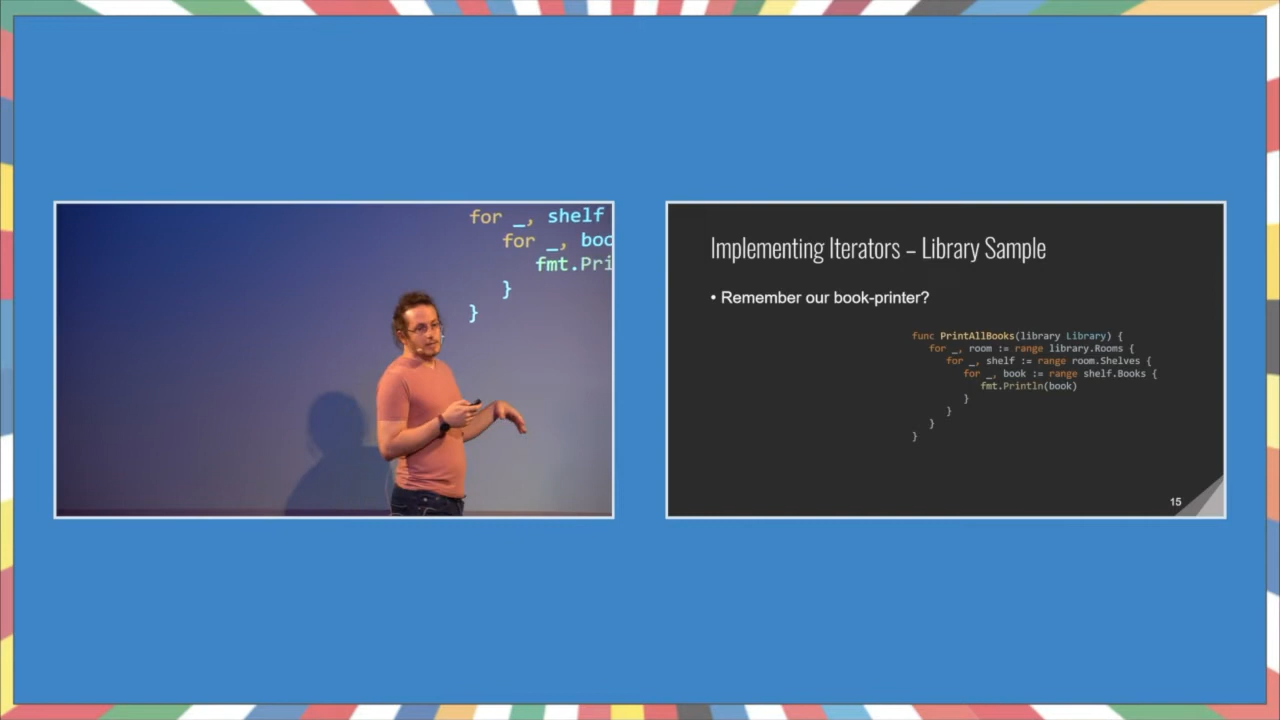 for _, shelf
for _, boo
fmt.Pri
}
}
Implementing Iterators – Library Sample
• Remember our book-printer?
func PrintAllBooks(library Library) {
for _, room := range library.Rooms {
for _, shelf := range room.Shelves {
for _, book := range shelf.Books {
fmt.Println(book)
}
}
}
}
15